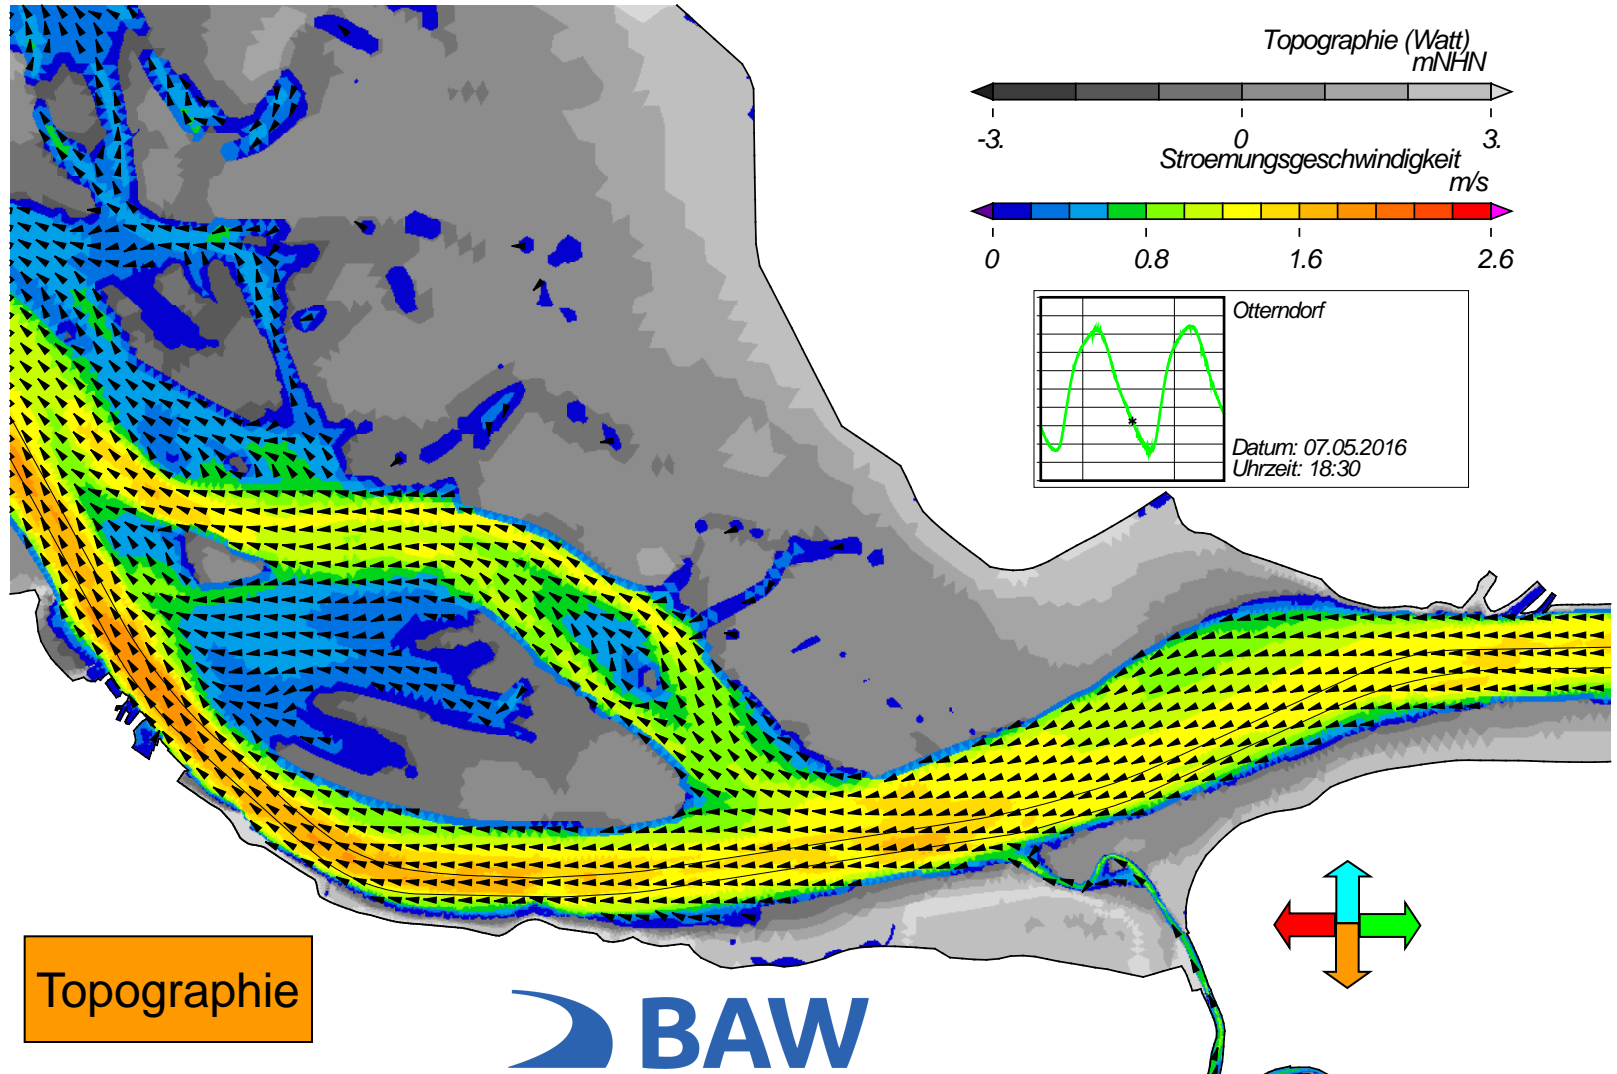 Topographie (Watt)
mNHN
-3. 0 3.
Stroemungsgeschwindigkeit
m/s
0 0.8 1.6 2.6
Otterndorf
Datum: 07.05.2016
Uhrzeit: 18:30
Topographie
BAW